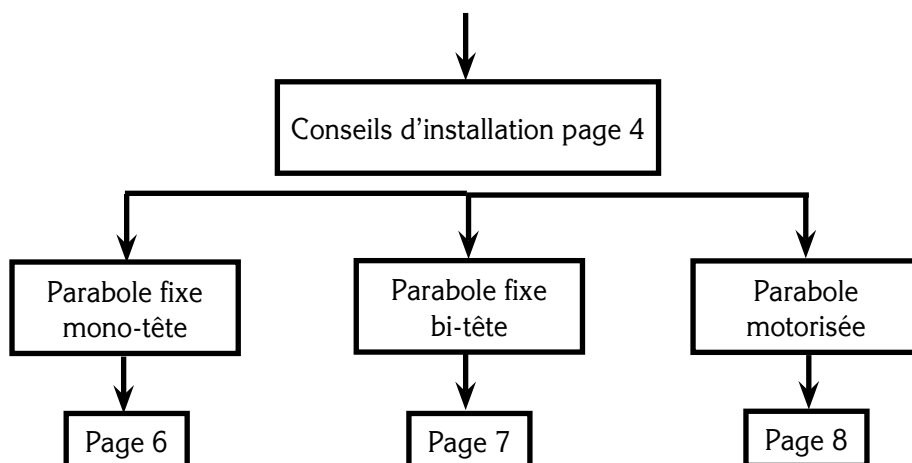 Conseils d’installation page 4
Parabole fixe
mono-tête
Parabole fixe
bi-tête
Parabole
motorisée
Page 6
Page 7
Page 8